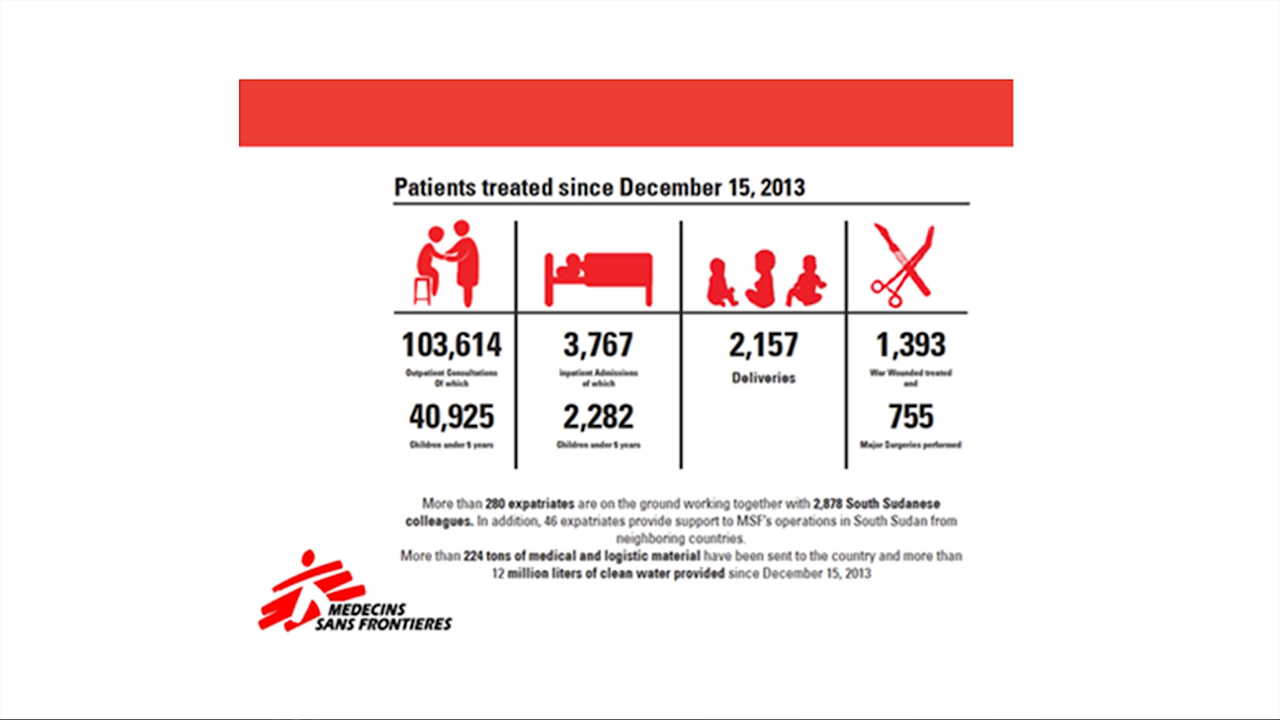 Patients treated since December 15, 2013
103,614 3,767 2,157 1,393
Outpatient Consultations inpatient Admissions Deliveries War Wounded treated
Of which of which and
40,925 2,282 755
Children under 5 years Children under 5 years Major Surgeries performed
More than 280 expatriates are on the ground working together with 2,878 South Sudanese
colleagues. In addition, 46 expatriates provide support to MSF's operations in South Sudan from
neighboring countries.
More than 224 tons of medical and logistic material have been sent to the country and more than
12 million liters of clean water provided since December 15, 2013
MEDECINS
SANS FRONTIERES